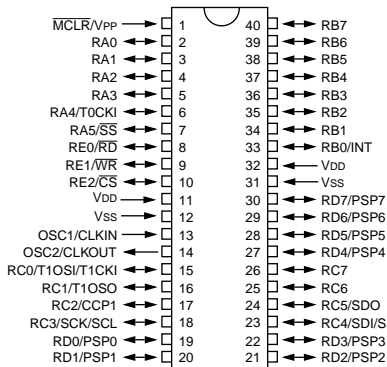 MCLR/VPP 1 40 RB7
RA0 2 39 RB6
RA1 3 38 RB5
RA2 4 37 RB4
RA3 5 36 RB3
RA4/T0CKI 6 35 RB2
RA5/SS 7 34 RB1
RE0/RD 8 33 RB0/INT
RE1/WR 9 32 VDD
RE2/CS 10 31 VSS
VDD 11 30 RD7/PSP7
VSS 12 29 RD6/PSP6
OSC1/CLKIN 13 28 RD5/PSP5
OSC2/CLKOUT 14 27 RD4/PSP4
RC0/T1OSI/T1CKI 15 26 RC7
RC1/T1OSO 16 25 RC6
RC2/CCP1 17 24 RC5/SDO
RC3/SCK/SCL 18 23 RC4/SDI/S
RD0/PSP0 19 22 RD3/PSP3
RD1/PSP1 20 21 RD2/PSP2